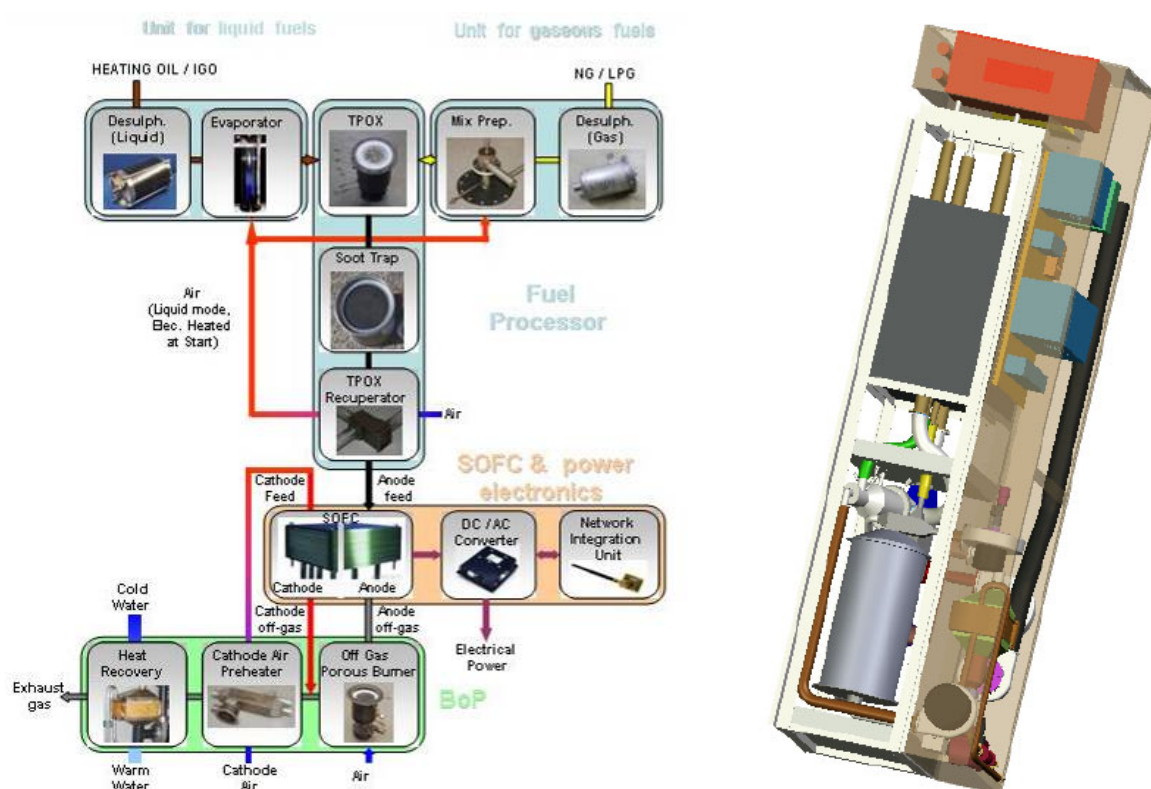 Unit for liquid fuels
Unit for gaseous fuels
HEATING OIL / IGO
NG / LPG
Desulph.
(Liquid)
Evaporator
TPOX
Mix Prep.
Desulph.
(Gas)
Soot Trap
Air
(Liquid mode,
Elec. Heated
at Start)
Fuel
Processor
TPOX
Recuperator
Air
SOFC & power
electronics
Cathode
Feed
Anode
feed
SOFC
DC /AC
Converter
Network
Integration
Unit
Cathode
Anode
Cold
Water
Cathode
off-gas
Anode
off-gas
Electrical
Power
Heat
Recovery
Cathode Air
Preheater
Off Gas
Porous Burner
Exhaust
gas
BoP
Warm
Water
Cathode
Air
Air